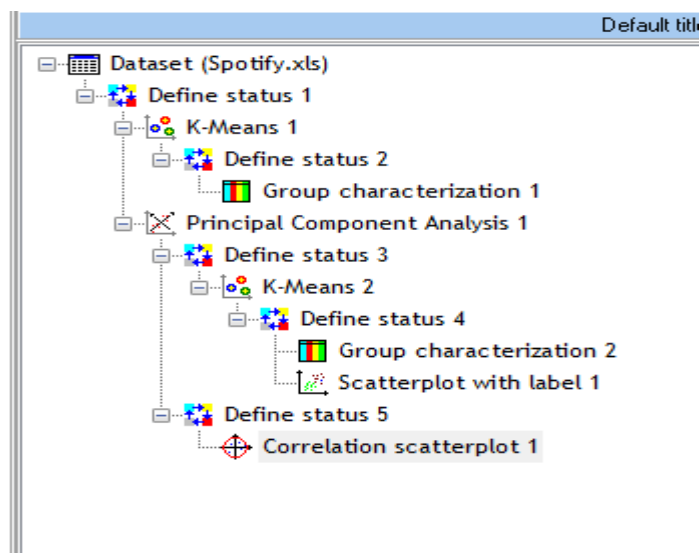 Default title
Dataset (Spotify.xls)
Define status 1
K-Means 1
Define status 2
Group characterization 1
Principal Component Analysis 1
Define status 3
K-Means 2
Define status 4
Group characterization 2
Scatterplot with label 1
Define status 5
Correlation scatterplot 1